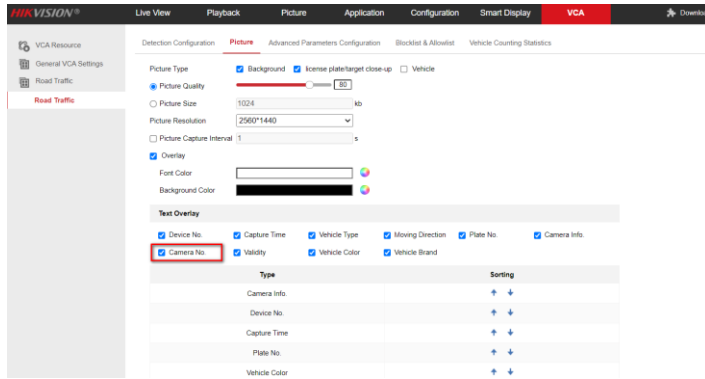 HIKVISION®
Live View Playback Picture Application Configuration Smart Display VCA
VCA Resource
General VCA Settings
Road Traffic
Road Traffic
Detection Configuration Picture Advanced Parameters Configuration Blocklist & Allowlist Vehicle Counting Statistics
Picture Type Background license plate/target close-up Vehicle
Picture Quality 80
Picture Size 1024 kb
Picture Resolution 2560*1440
Picture Capture Interval 1 s
Overlay
Font Color
Background Color
Text Overlay
Device No. Capture Time Vehicle Type Moving Direction Plate No. Camera Info.
Camera No. Validity Vehicle Color Vehicle Brand
Type Sorting
Camera Info.
Device No.
Capture Time
Plate No.
Vehicle Color